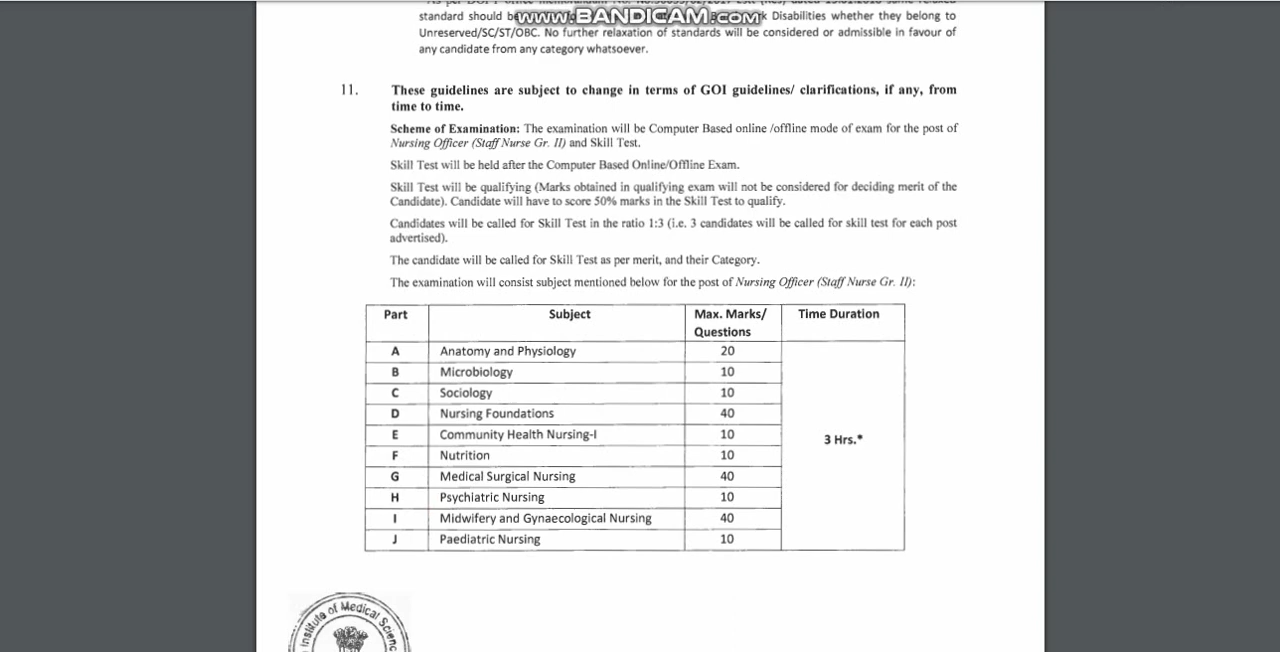 www.BANDICAM.com
standard should be k Disabilities whether they belong to
Unreserved/SC/ST/OBC. No further relaxation of standards will be considered or admissible in favour of
any candidate from any category whatsoever.
11. These guidelines are subject to change in terms of GOI guidelines/ clarifications, if any, from
time to time.
Scheme of Examination: The examination will be Computer Based online /offline mode of exam for the post of
Nursing Officer (Staff Nurse Gr. II) and Skill Test.
Skill Test will be held after the Computer Based Online/Offline Exam.
Skill Test will be qualifying (Marks obtained in qualifying exam will not be considered for deciding merit of the
Candidate). Candidate will have to score 50% marks in the Skill Test to qualify.
Candidates will be called for Skill Test in the ratio 1:3 (i.e. 3 candidates will be called for skill test for each post
advertised).
The candidate will be called for Skill Test as per merit, and their Category.
The examination will consist subject mentioned below for the post of Nursing Officer (Staff Nurse Gr. II):
Part Subject Max. Marks/ Time Duration
Questions
A Anatomy and Physiology 20
B Microbiology 10
C Sociology 10
D Nursing Foundations 40
E Community Health Nursing-I 10
3 Hrs.*
F Nutrition 10
G Medical Surgical Nursing 40
H Psychiatric Nursing 10
I Midwifery and Gynaecological Nursing 40
J Paediatric Nursing 10
Institute of Medical Scienc